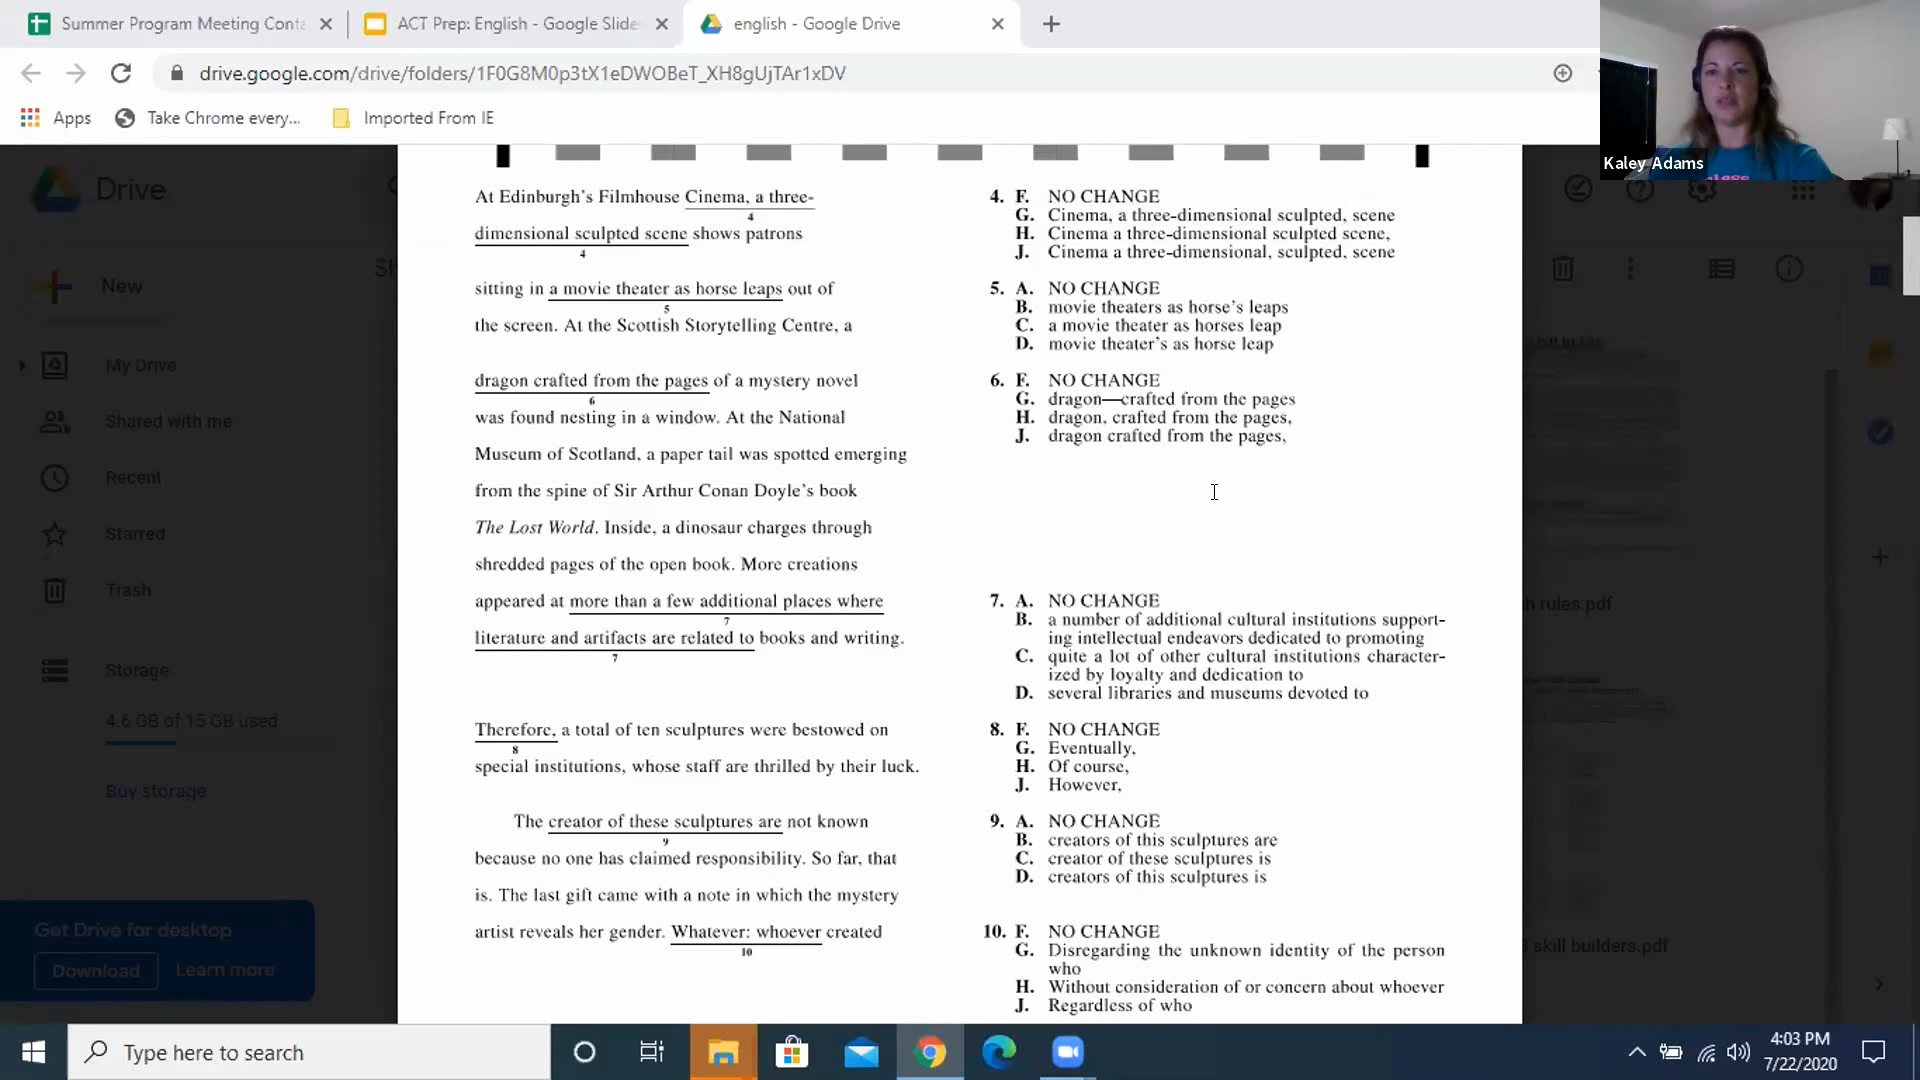 Summer Program Meeting Conta
ACT Prep: English - Google Slide
english - Google Drive
drive.google.com/drive/folders/1F0G8M0p3tX1eDWOBeT_XH8gUjTAr1xDV
Apps
Take Chrome every...
Imported From IE
Kaley Adams
Drive
New
My Drive
Shared with me
Recent
Starred
Trash
Storage
4.6 GB of 15 GB used
Buy storage
Get Drive for desktop
Download Learn more
At Edinburgh's Filmhouse Cinema, a three-
4
dimensional sculpted scene shows patrons
4
sitting in a movie theater as horse leaps out of
5
the screen. At the Scottish Storytelling Centre, a
dragon crafted from the pages of a mystery novel
6
was found nesting in a window. At the National
Museum of Scotland, a paper tail was spotted emerging
from the spine of Sir Arthur Conan Doyle's book
The Lost World. Inside, a dinosaur charges through
shredded pages of the open book. More creations
appeared at more than a few additional places where
7
literature and artifacts are related to books and writing.
7
Therefore, a total of ten sculptures were bestowed on
8
special institutions, whose staff are thrilled by their luck.
The creator of these sculptures are not known
9
because no one has claimed responsibility. So far, that
is. The last gift came with a note in which the mystery
artist reveals her gender. Whatever: whoever created
10
4. F. NO CHANGE
G. Cinema, a three-dimensional sculpted, scene
H. Cinema a three-dimensional sculpted scene,
J. Cinema a three-dimensional, sculpted, scene
5. A. NO CHANGE
B. movie theaters as horse's leaps
C. a movie theater as horses leap
D. movie theater's as horse leap
6. F. NO CHANGE
G. dragon—crafted from the pages
H. dragon, crafted from the pages,
J. dragon crafted from the pages,
7. A. NO CHANGE
B. a number of additional cultural institutions support-
ing intellectual endeavors dedicated to promoting
C. quite a lot of other cultural institutions character-
ized by loyalty and dedication to
D. several libraries and museums devoted to
8. F. NO CHANGE
G. Eventually,
H. Of course,
J. However,
9. A. NO CHANGE
B. creators of this sculptures are
C. creator of these sculptures is
D. creators of this sculptures is
10. F. NO CHANGE
G. Disregarding the unknown identity of the person
who
H. Without consideration of or concern about whoever
J. Regardless of who
rules.pdf
skill builders.pdf
Type here to search
4:03 PM
7/22/2020